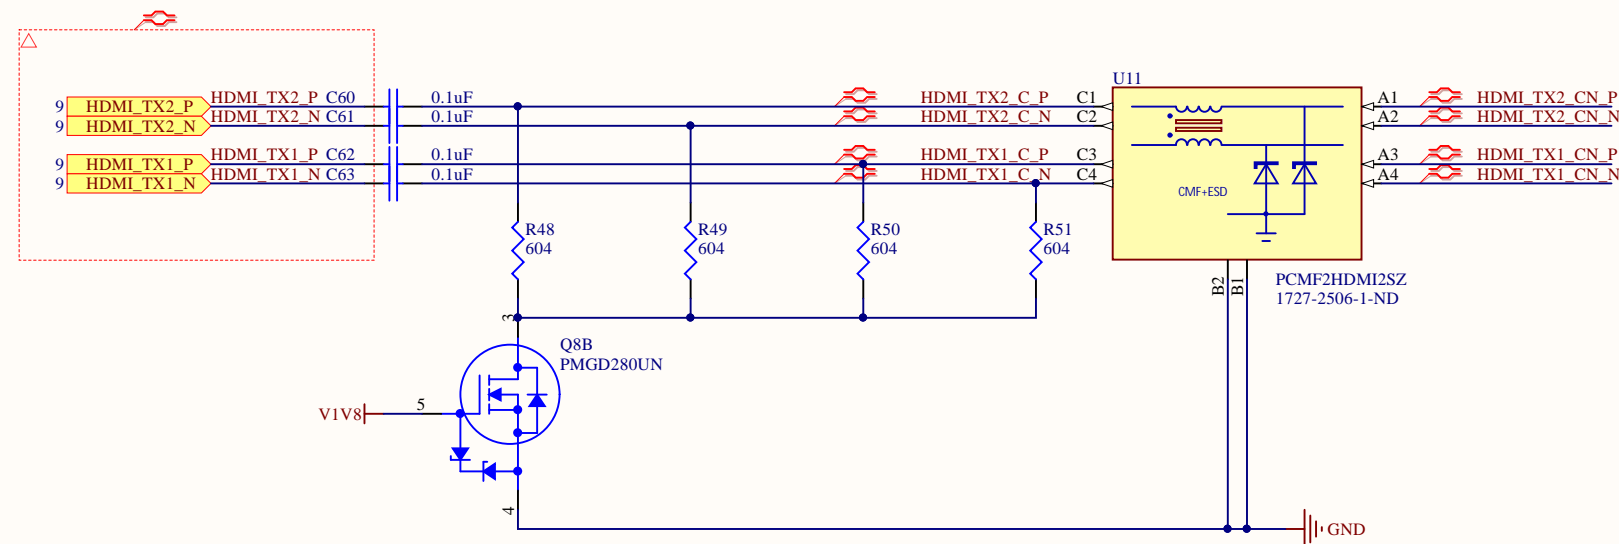 U11
9 HDMI_TX2_P HDMI_TX2_P C60 0.1uF HDMI_TX2_C_P C1 A1 HDMI_TX2_CN_P
9 HDMI_TX2_N HDMI_TX2_N C61 0.1uF HDMI_TX2_C_N C2 A2 HDMI_TX2_CN_N
9 HDMI_TX1_P HDMI_TX1_P C62 0.1uF HDMI_TX1_C_P C3 A3 HDMI_TX1_CN_P
9 HDMI_TX1_N HDMI_TX1_N C63 0.1uF HDMI_TX1_C_N C4 A4 HDMI_TX1_CN_N
CMF+ESD
R48 R49 R50 R51
604 604 604 604
B2 B1 PCMF2HDMI2SZ
1727-2506-1-ND
3
Q8B
PMGD280UN
V1V8 5
4
GND